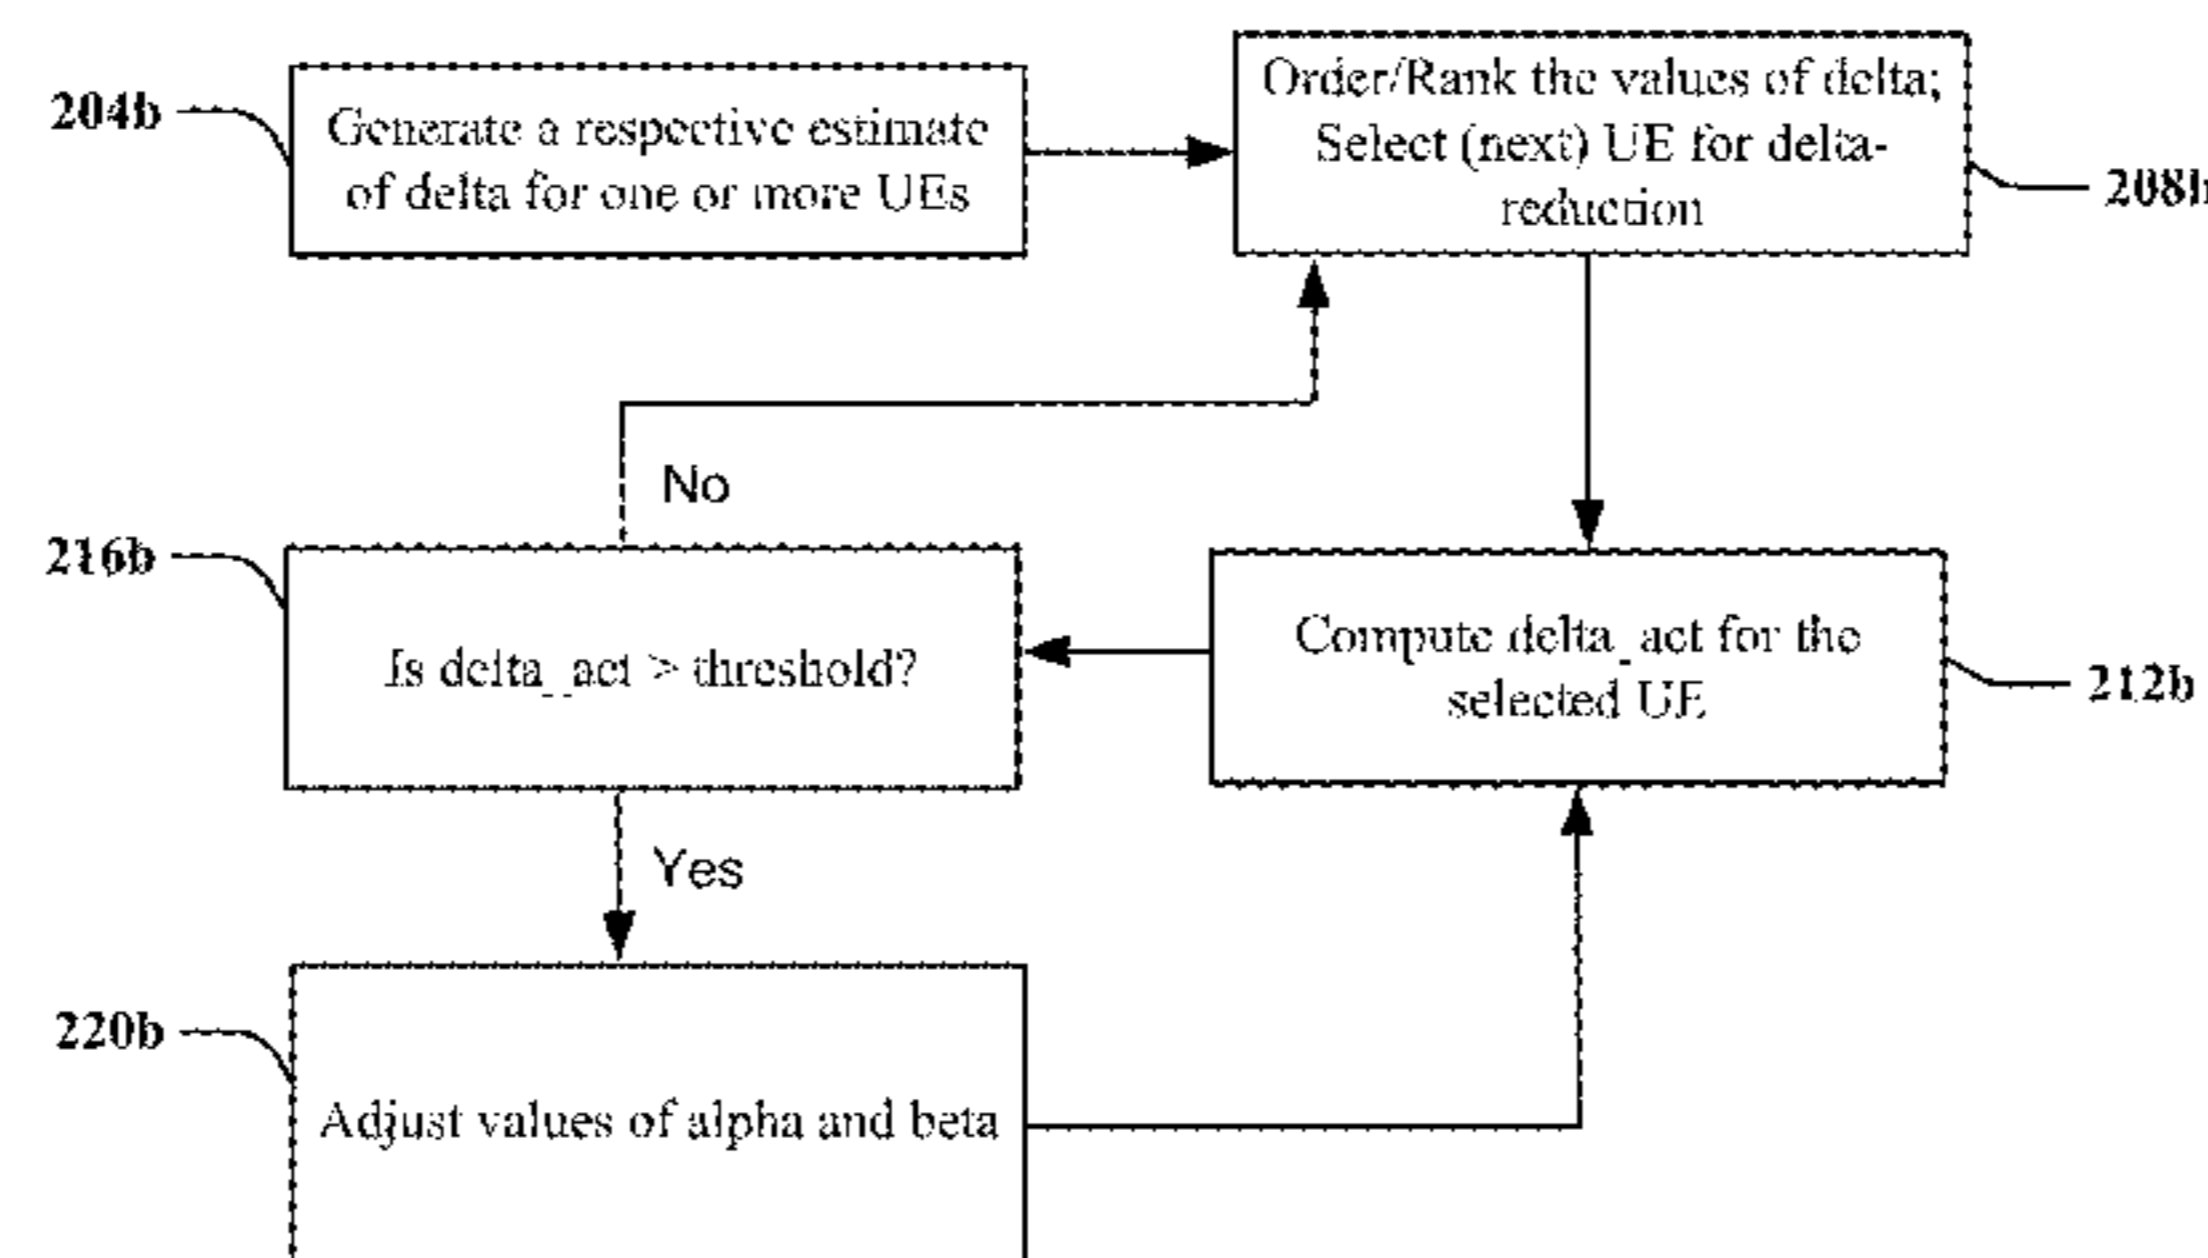 204b
Generate a respective estimate
of delta for one or more UEs
Order/Rank the values of delta;
Select (next) UE for delta-
reduction
208b
No
216b
Is delta_act > threshold?
Compute delta_act for the
selected UE
212b
Yes
220b
Adjust values of alpha and beta